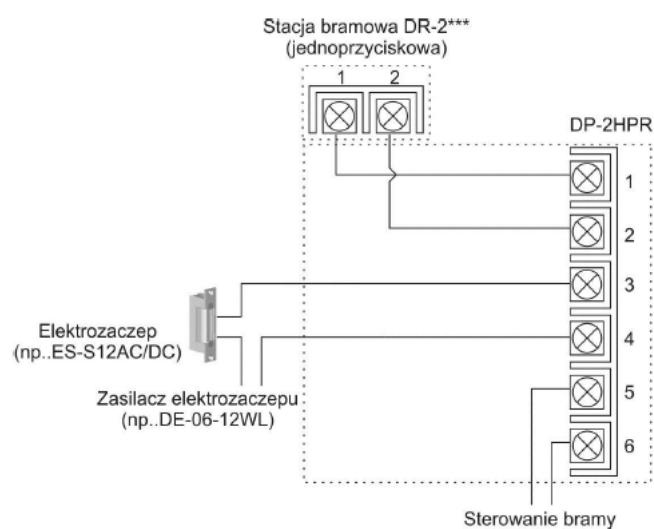 Stacja bramowa DR-2***
(jednoprzyciskowa)
1 2
DP-2HPR
1
2
3
4
5
6
Elektrozaczep
(np..ES-S12AC/DC)
Zasilacz elektrozaczepu
(np..DE-06-12WL)
Sterowanie bramy